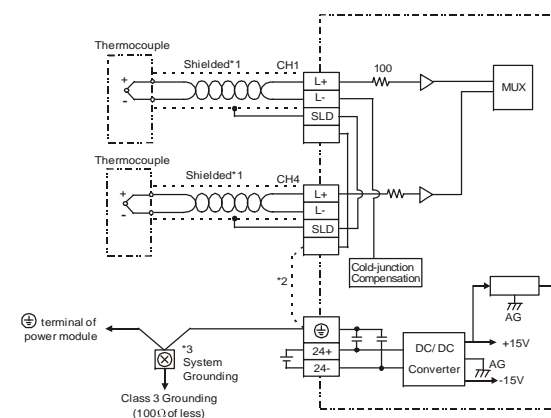 Thermocouple
Shielded*1
CH1
L+
L-
SLD
100
MUX
Thermocouple
Shielded*1
CH4
L+
L-
SLD
*2
Cold-junction
Compensation
AG
terminal of
power module
*3
System
Grounding
Class 3 Grounding
(100Ω of less)
24+
24-
DC/ DC
Converter
+15V
AG
-15V